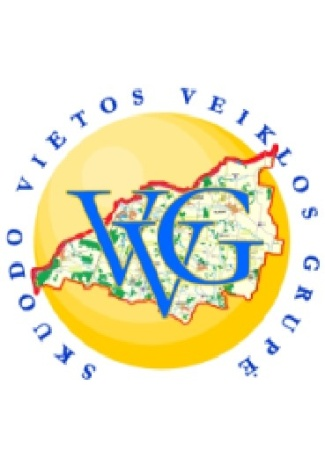 SKUODO VIETOS VEIKLOS GRUPĖ
VVG